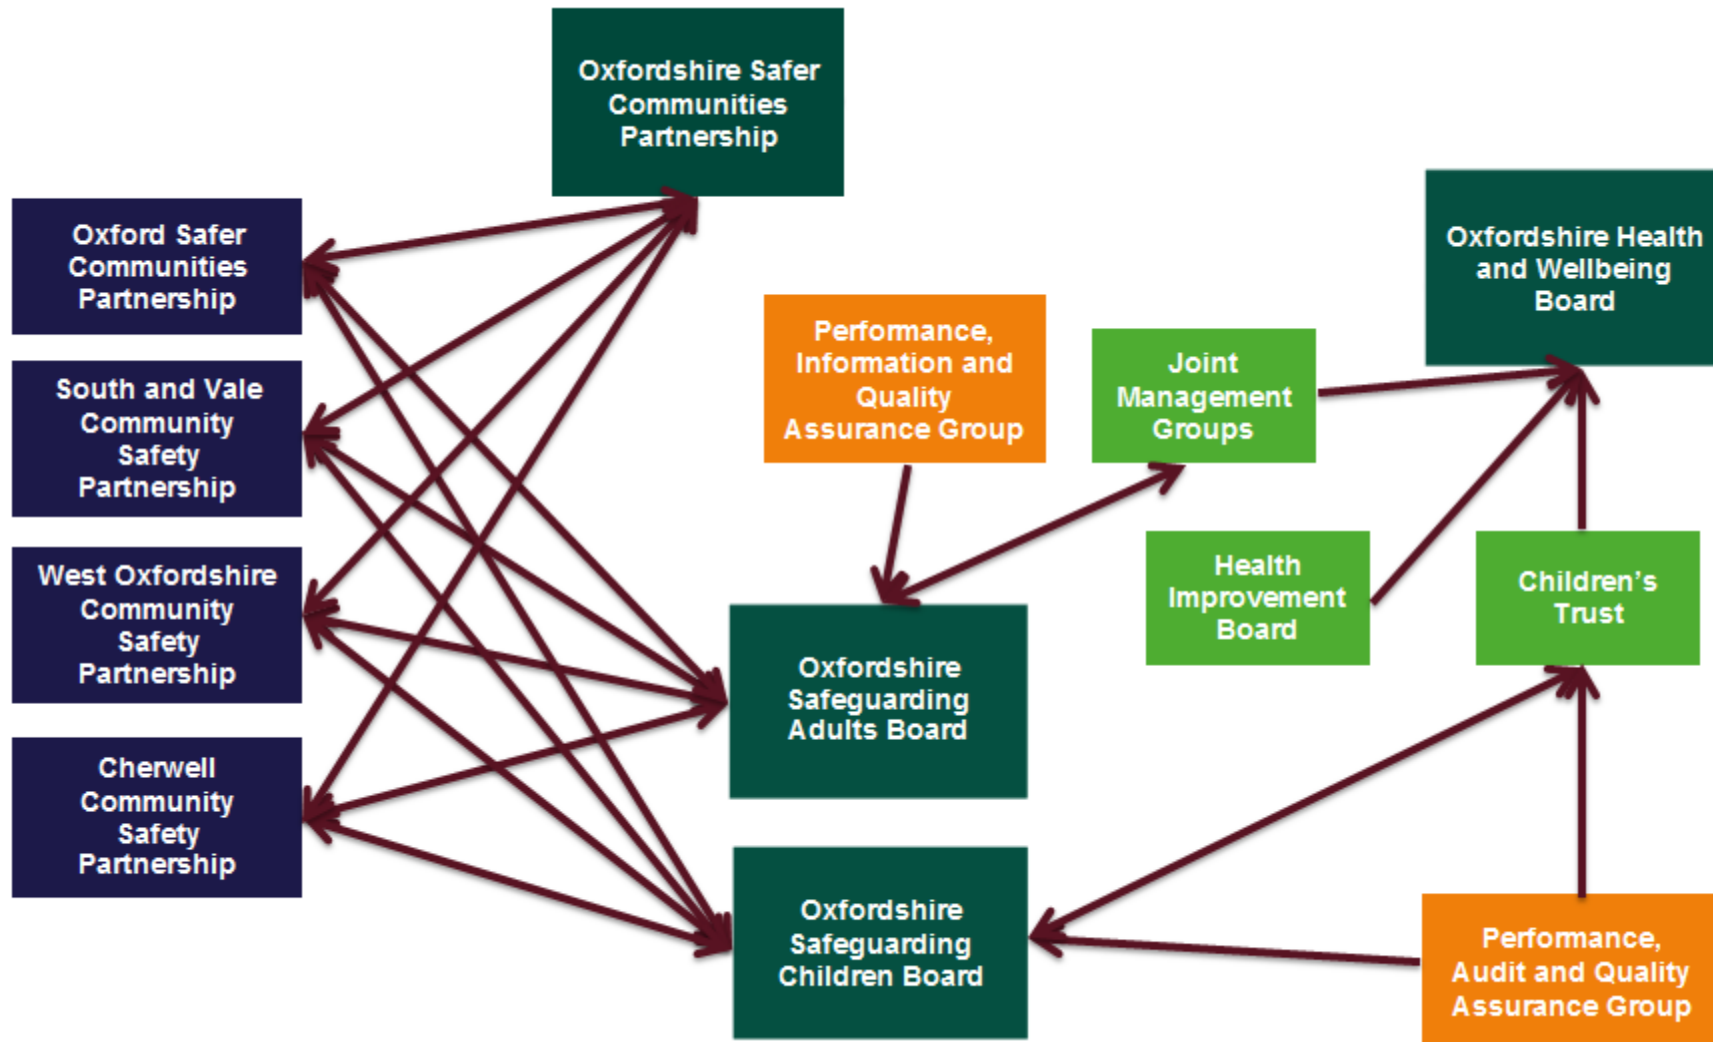 Oxfordshire Safer
Communities
Partnership
Oxford Safer
Communities
Partnership
South and Vale
Community
Safety
Partnership
West Oxfordshire
Community
Safety
Partnership
Cherwell
Community
Safety
Partnership
Performance,
Information and
Quality
Assurance Group
Joint
Management
Groups
Oxfordshire Health
and Wellbeing
Board
Health
Improvement
Board
Children’s
Trust
Oxfordshire
Safeguarding
Adults Board
Oxfordshire
Safeguarding
Children Board
Performance,
Audit and Quality
Assurance Group